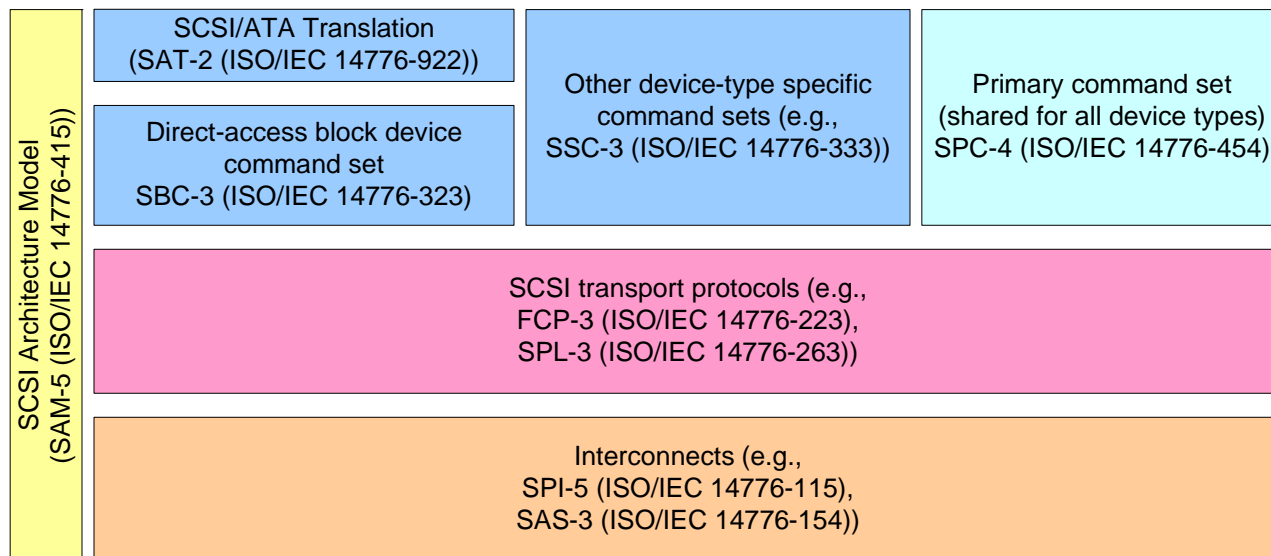 SCSI Architecture Model
(SAM-5 (ISO/IEC 14776-415))
SCSI/ATA Translation
(SAT-2 (ISO/IEC 14776-922))
Direct-access block device
command set
SBC-3 (ISO/IEC 14776-323)
Other device-type specific
command sets (e.g.,
SSC-3 (ISO/IEC 14776-333))
Primary command set
(shared for all device types)
SPC-4 (ISO/IEC 14776-454)
SCSI transport protocols (e.g.,
FCP-3 (ISO/IEC 14776-223),
SPL-3 (ISO/IEC 14776-263))
Interconnects (e.g.,
SPI-5 (ISO/IEC 14776-115),
SAS-3 (ISO/IEC 14776-154))